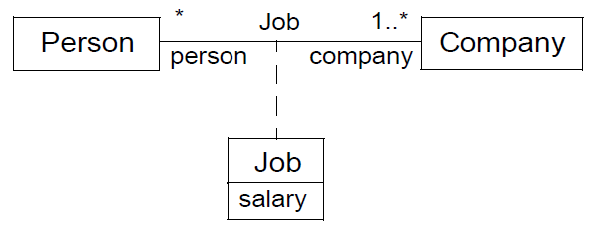 * Job 1..*
Person Company
person company
Job
salary